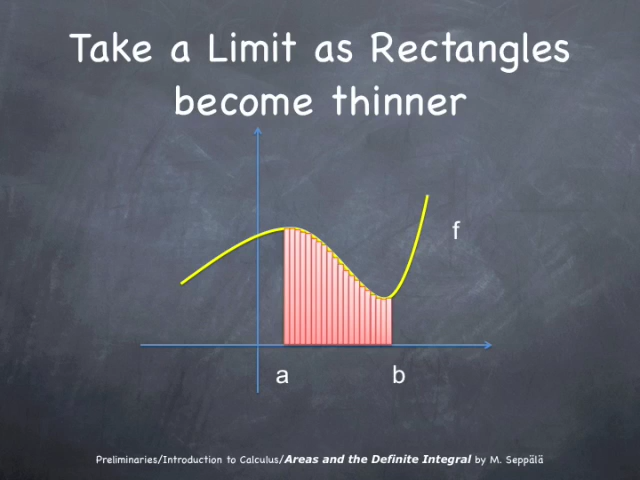 Take a Limit as Rectangles
become thinner
f
a
b
Preliminaries/Introduction to Calculus/Areas and the Definite Integral by M. Seppälä